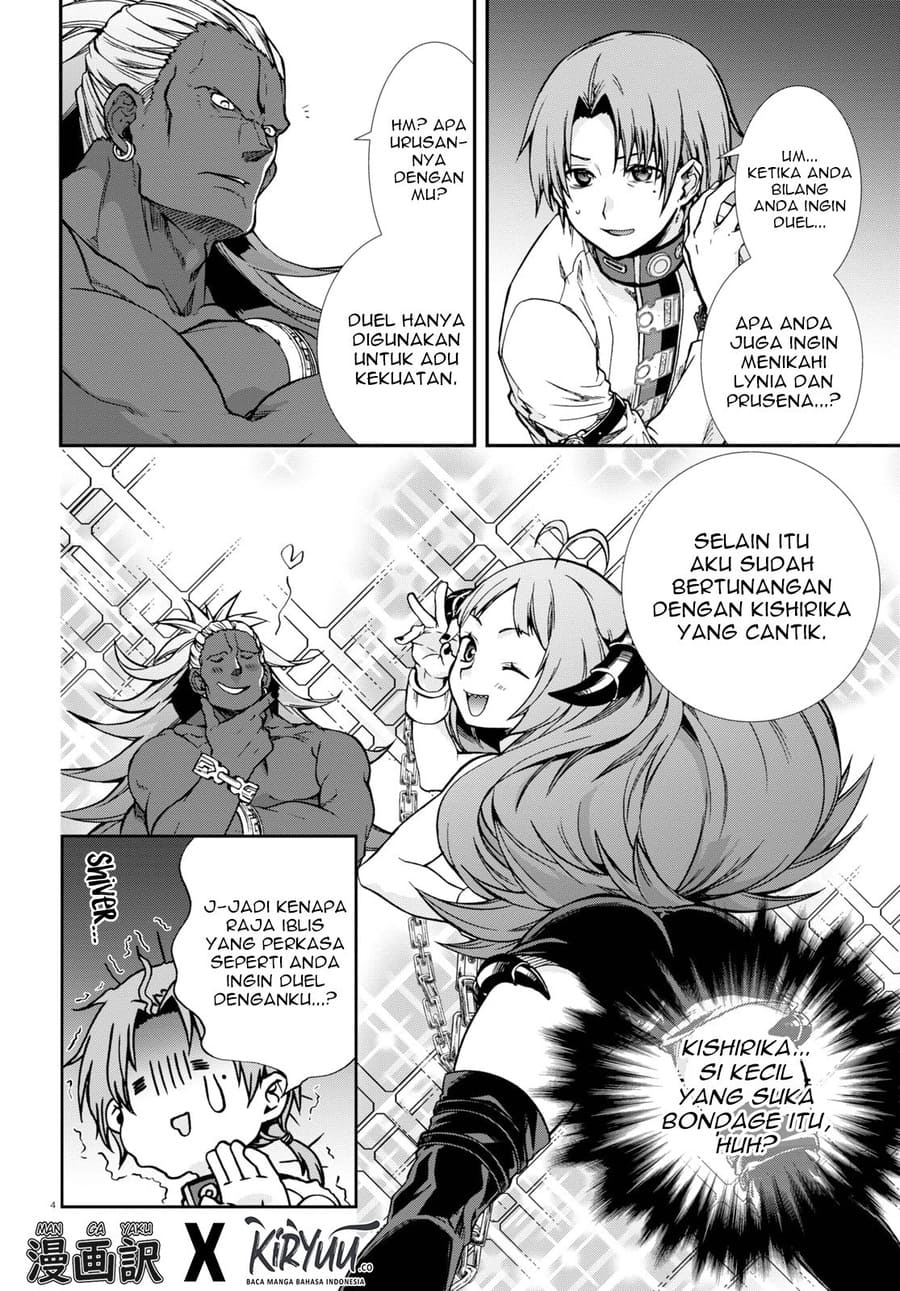 UM...
KETIKA ANDA
BILANG
ANDA INGIN
DUEL...
APA ANDA
JUGA INGIN
MENIKAHI
LYNIA DAN
PRUSENA...?
HM? APA
URUSAN-
NYA
DENGAN
MU?
DUEL HANYA
DIGUNAKAN
UNTUK ADU
KEKUATAN.
SELAIN ITU
AKU SUDAH
BERTUNANGAN
DENGAN KISHIRIKA
YANG CANTIK.
KISHIRIKA...
SI KECIL
YANG SUKA
BONDAGE ITU,
HUH?
J-JADI KENAPA
RAJA IBLIS
YANG PERKASA
SEPERTI ANDA
INGIN DUEL
DENGANKU...?
SHIVER...
4
MAN GA YAKU
漫画訳 X KIRYUU.CO
BACA MANGA BAHASA INDONESIA